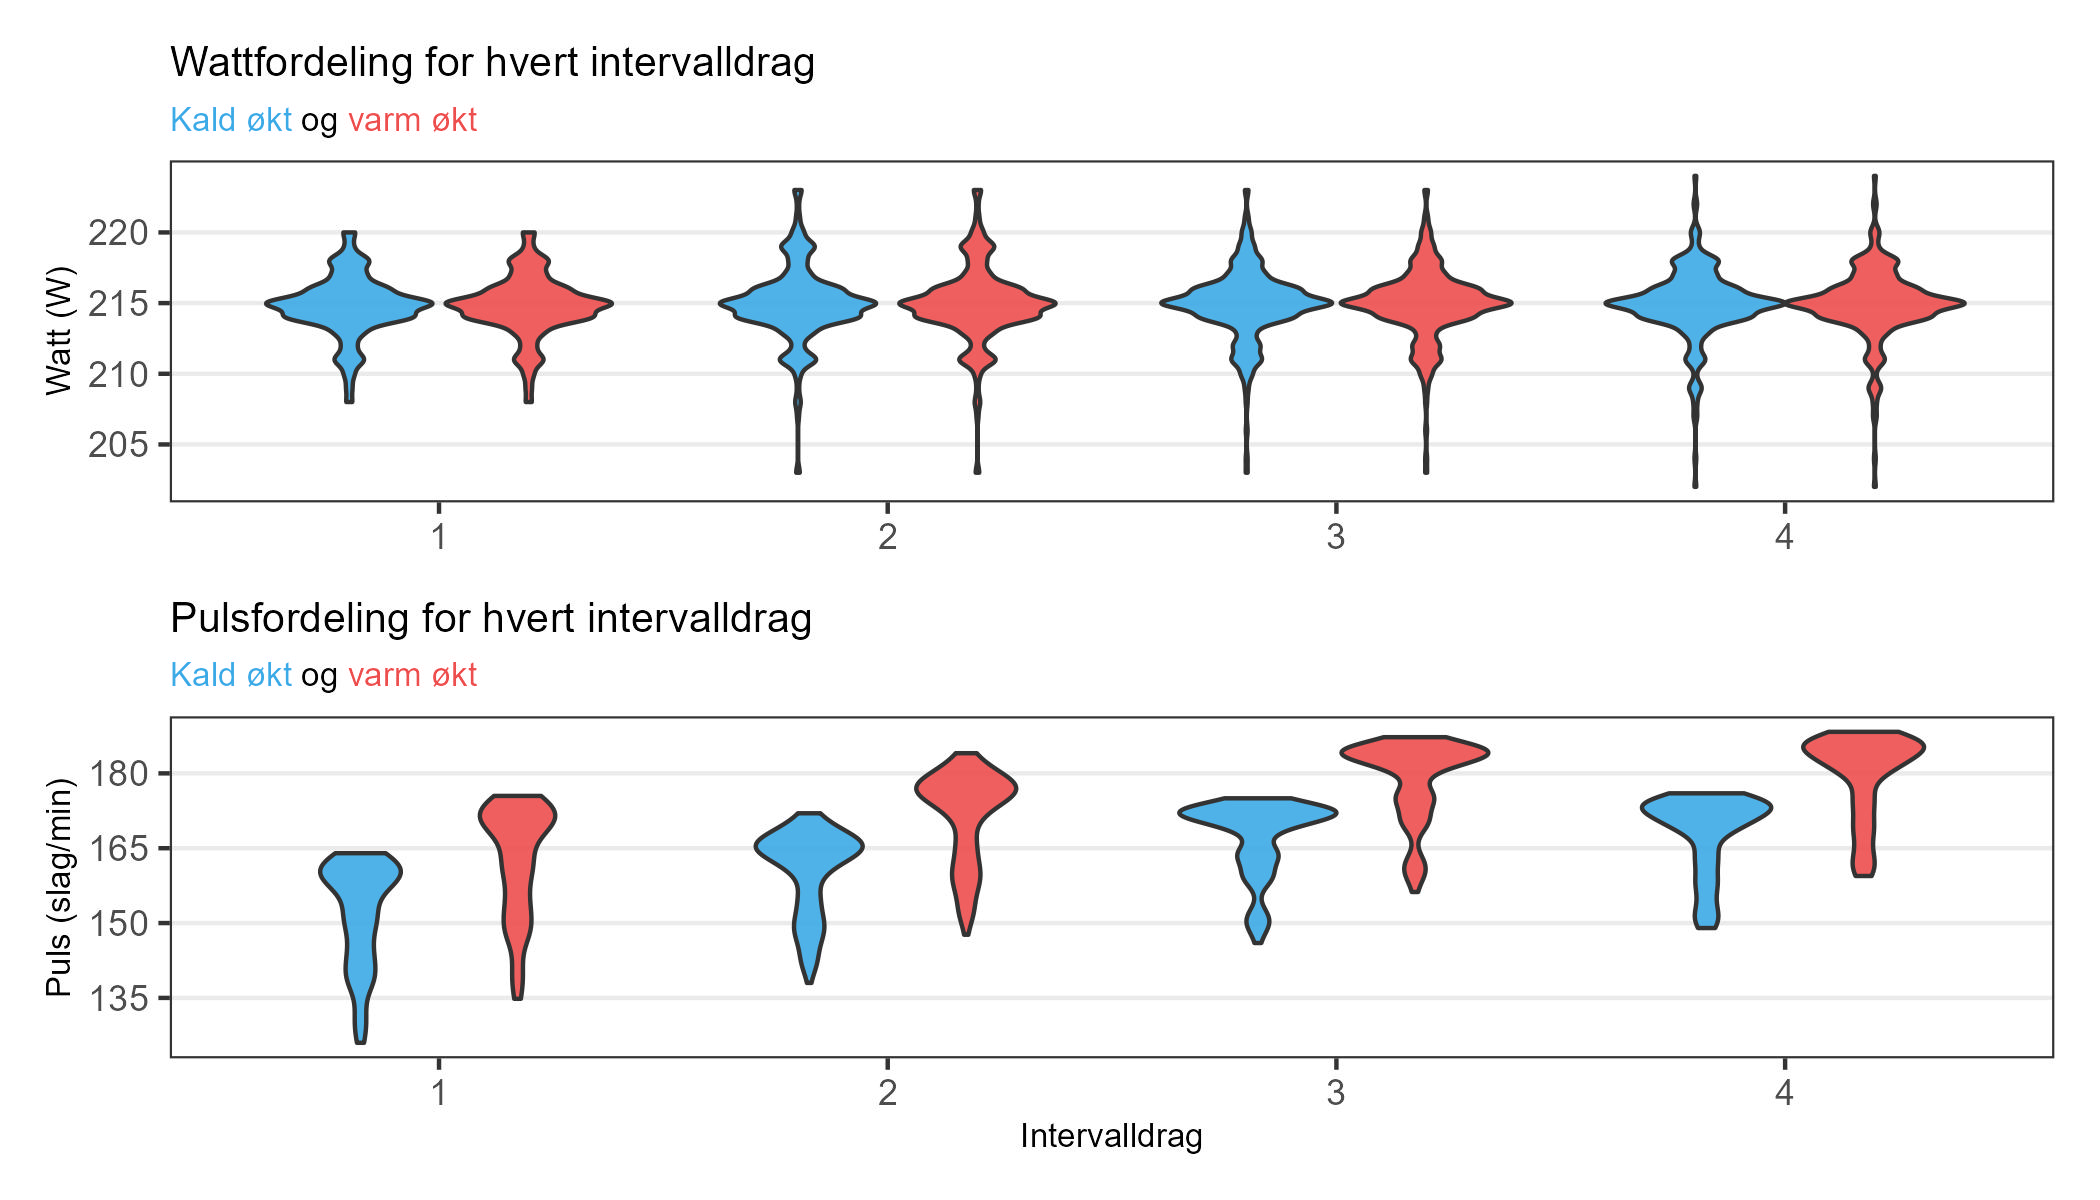 Wattfordeling for hvert intervalldrag
Kald økt og varm økt
Watt (W)
220
215
210
205
1 2 3 4
Pulsfordeling for hvert intervalldrag
Kald økt og varm økt
Puls (slag/min)
180
165
150
135
1 2 3 4
Intervalldrag